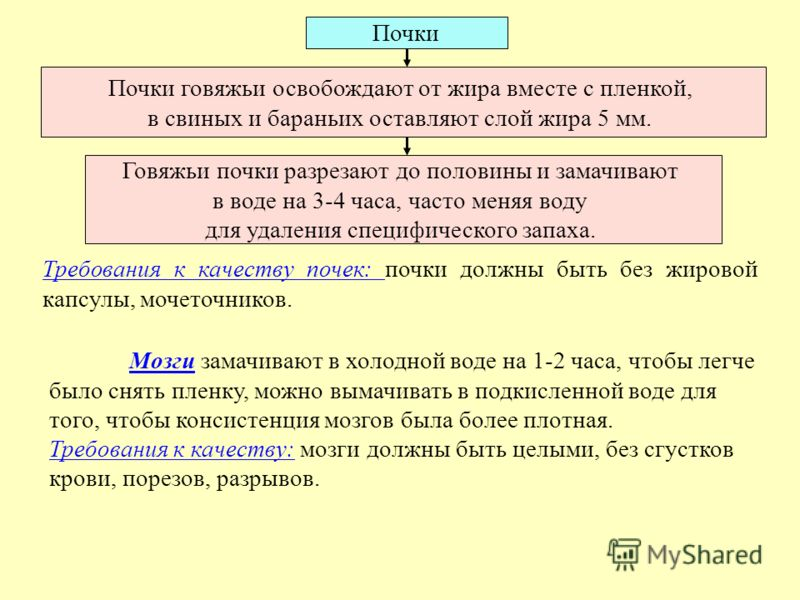 Почки
Почки говяжьи освобождают от жира вместе с пленкой,
в свиных и бараньих оставляют слой жира 5 мм.
Говяжьи почки разрезают до половины и замачивают
в воде на 3-4 часа, часто меняя воду
для удаления специфического запаха.
Требования к качеству почек: почки должны быть без жировой
капсулы, мочеточников.
Мозги замачивают в холодной воде на 1-2 часа, чтобы легче
было снять пленку, можно вымачивать в подкисленной воде для
того, чтобы консистенция мозгов была более плотная.
Требования к качеству: мозги должны быть целыми, без сгустков
крови, порезов, разрывов.
MyShared